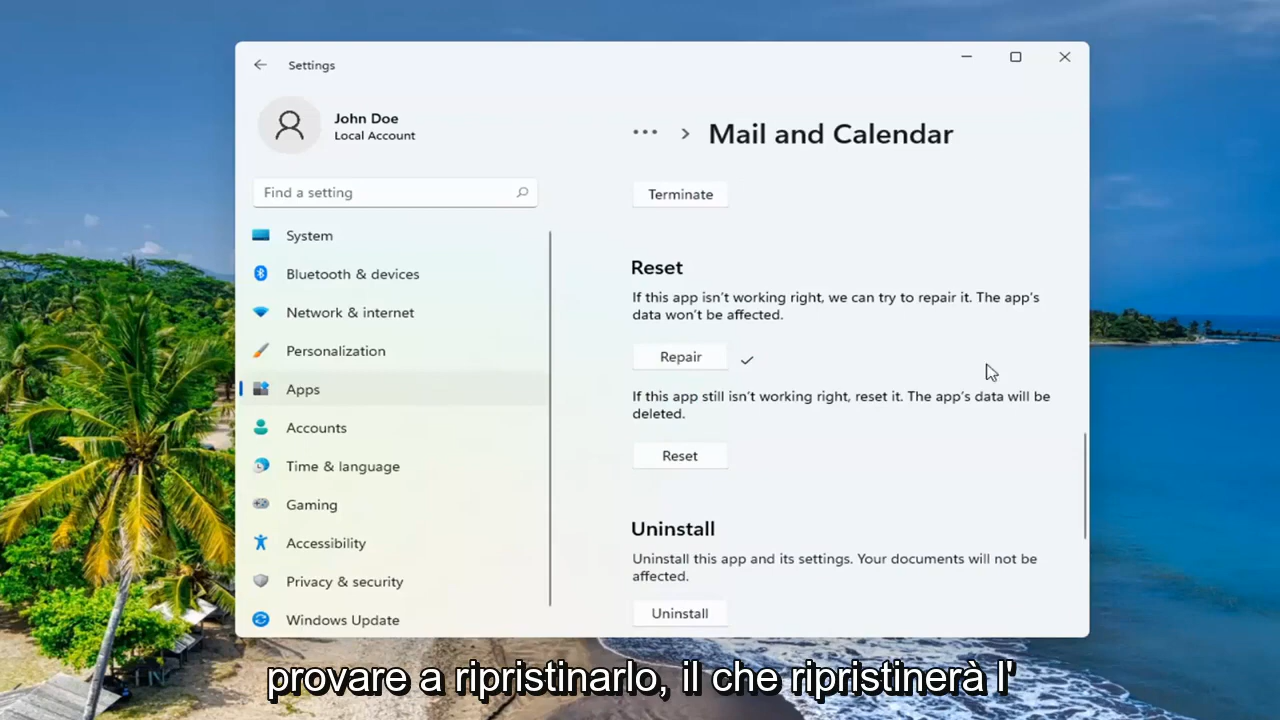 Settings
John Doe
Local Account
Find a setting
System
Bluetooth & devices
Network & internet
Personalization
Apps
Accounts
Time & language
Gaming
Accessibility
Privacy & security
Windows Update
••• > Mail and Calendar
Terminate
Reset
If this app isn't working right, we can try to repair it. The app's
data won't be affected.
Repair
If this app still isn't working right, reset it. The app's data will be
deleted.
Reset
Uninstall
Uninstall this app and its settings. Your documents will not be
affected.
Uninstall
provare a ripristinarlo, il che ripristinerà l'